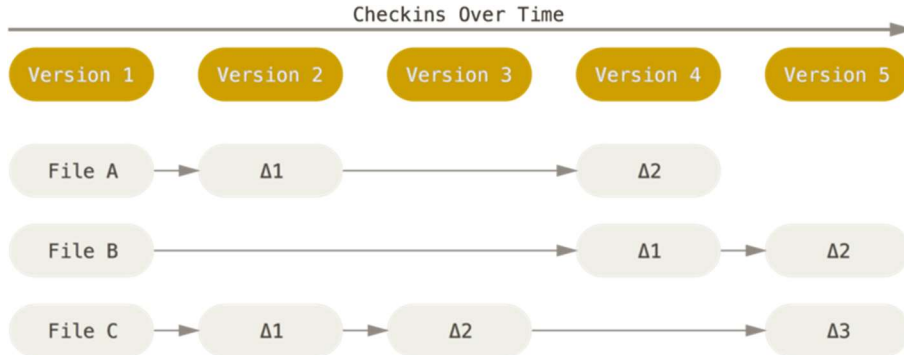 Checkins Over Time
Version 1 Version 2 Version 3 Version 4 Version 5
File A Δ1 Δ2
File B Δ1 Δ2
File C Δ1 Δ2 Δ3